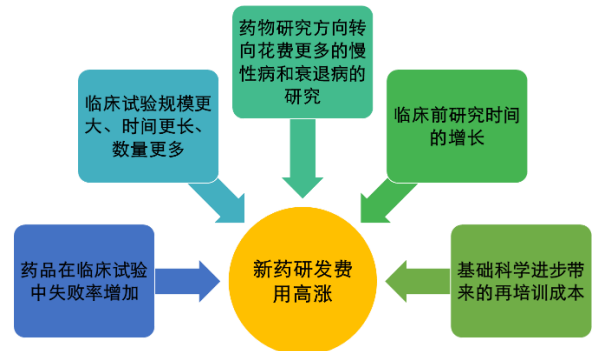 药物研究方向转
向花费更多的慢
性病和衰退病的
研究
临床试验规模更
大、时间更长、
数量更多
临床前研究时间
的增长
药品在临床试验
中失败率增加
新药研发费
用高涨
基础科学进步带
来的再培训成本